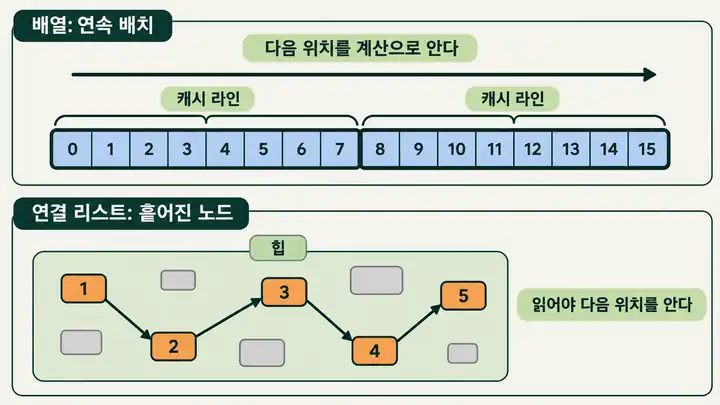 배열: 연속 배치
다음 위치를 계산으로 안다
캐시 라인 캐시 라인
0 1 2 3 4 5 6 7 8 9 10 11 12 13 14 15
연결 리스트: 흩어진 노드
힙
1 2 3 4 5
읽어야 다음 위치를 안다